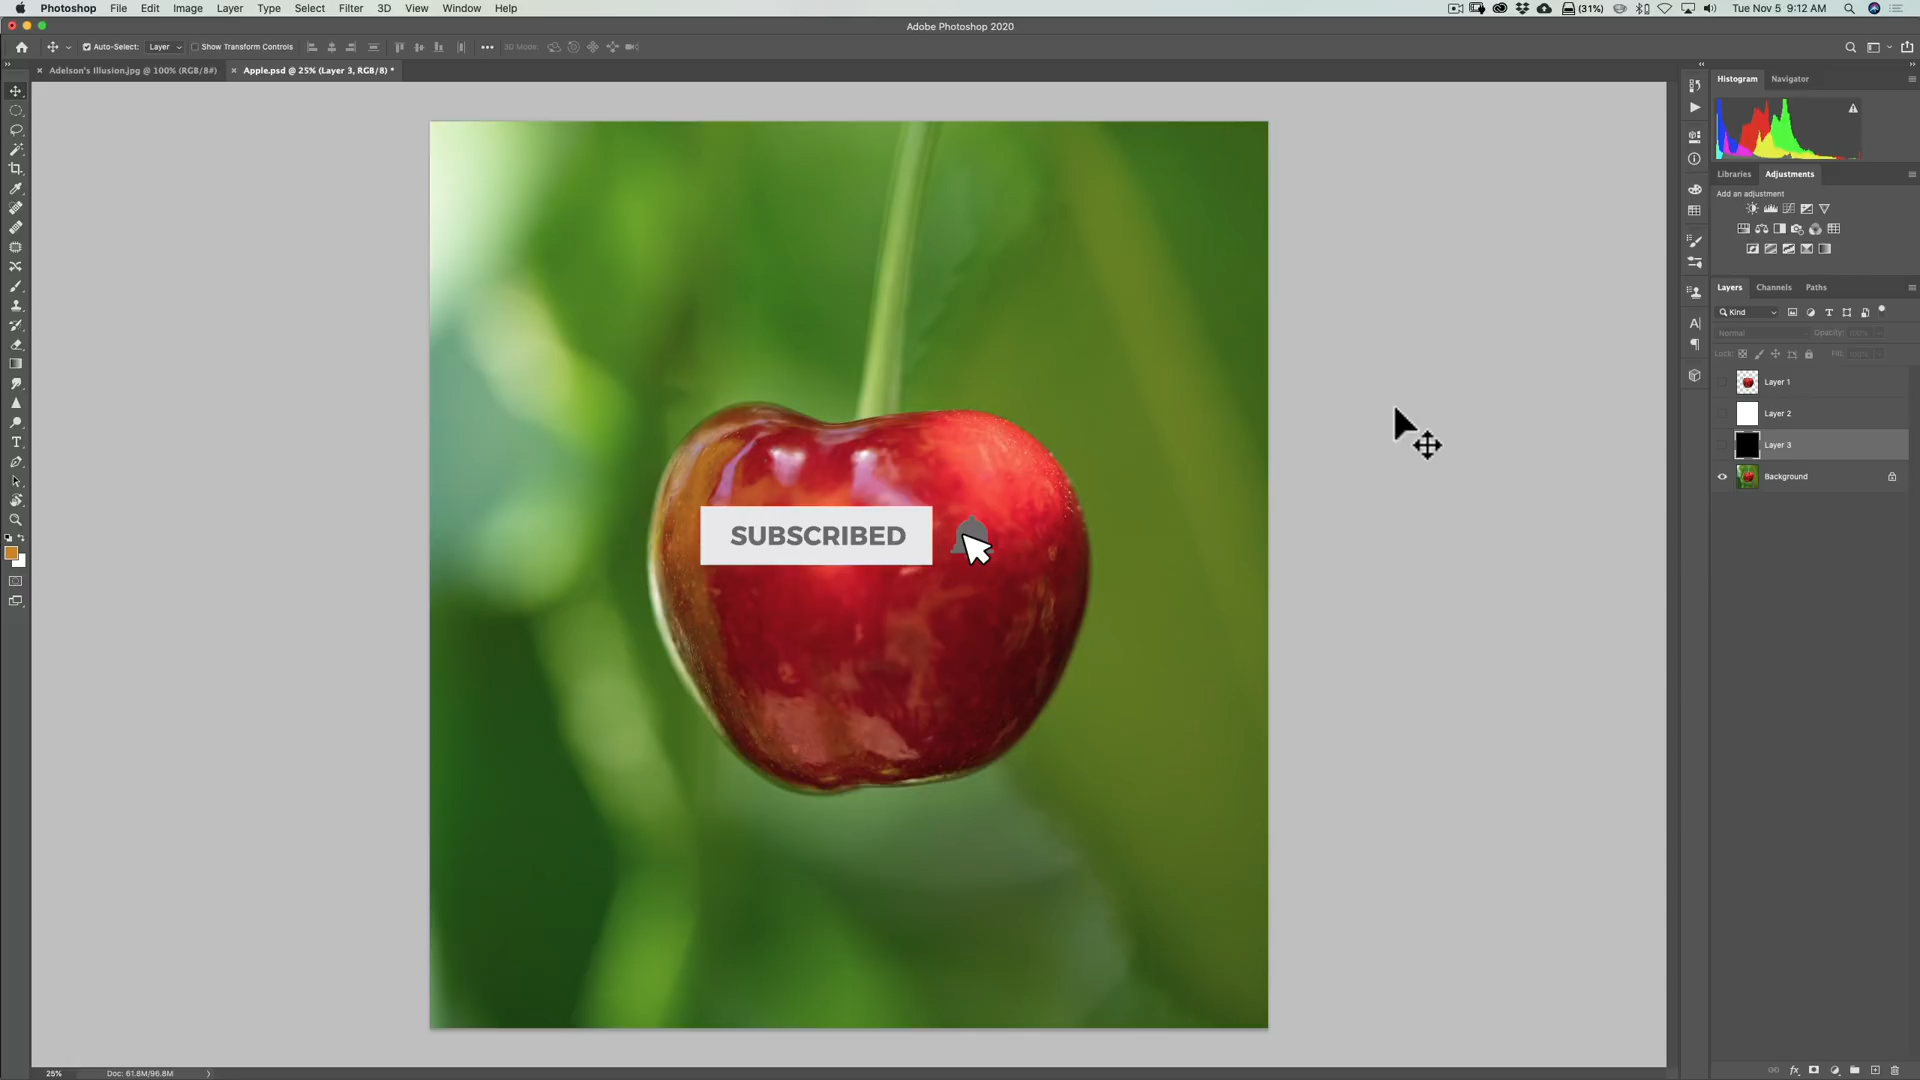 Photoshop File Edit Image Layer Type Select Filter 3D View Window Help
(31%) Tue Nov 5 9:12 AM
Adobe Photoshop 2020
Auto-Select: Layer Show Transform Controls 3D Mode:
Adelson's Illusion.jpg @ 100% (RGB/8#) Apple.psd @ 25% (Layer 3, RGB/8) *
Histogram Navigator
Libraries Adjustments
Add an adjustment
Layers Channels Paths
Kind
Normal Opacity: 100%
Lock: Fill: 100%
Layer 1
Layer 2
Layer 3
Background
SUBSCRIBED
25% Doc: 61.8M/96.8M